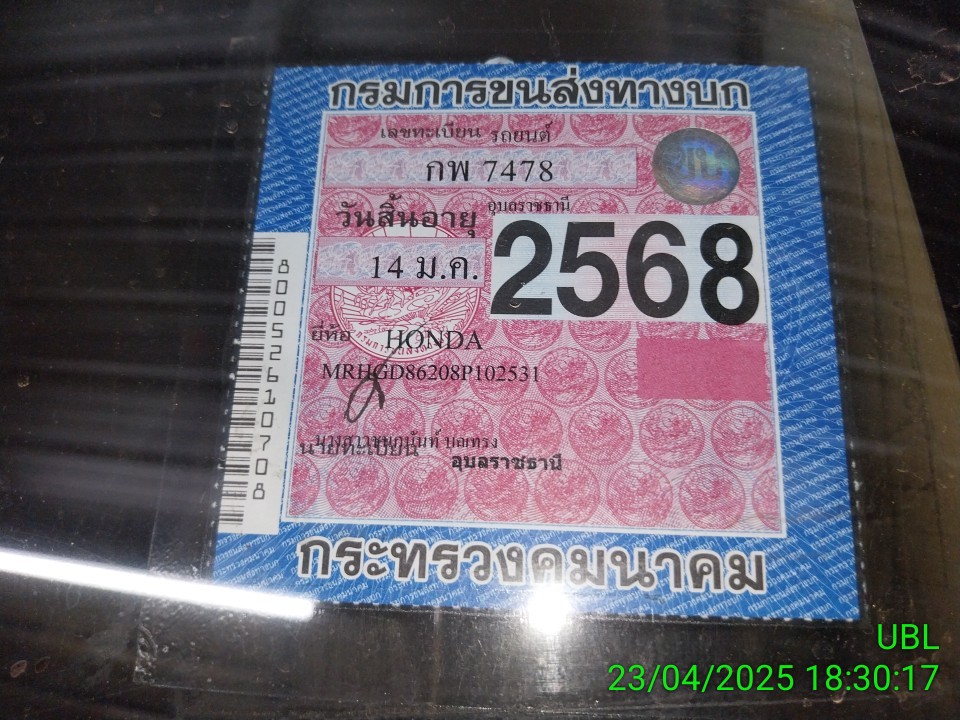 กรมการขนส่งทางบก
เลขทะเบียน รถยนต์
กพ 7478
อุบลราชธานี
วันสิ้นอายุ
14 ม.ค. 2568
ยี่ห้อ HONDA
MRHGD86208P102531
นายทะเบียน
อุบลราชธานี
กระทรวงคมนาคม
8005261070 8
UBL
23/04/2025 18:30:17